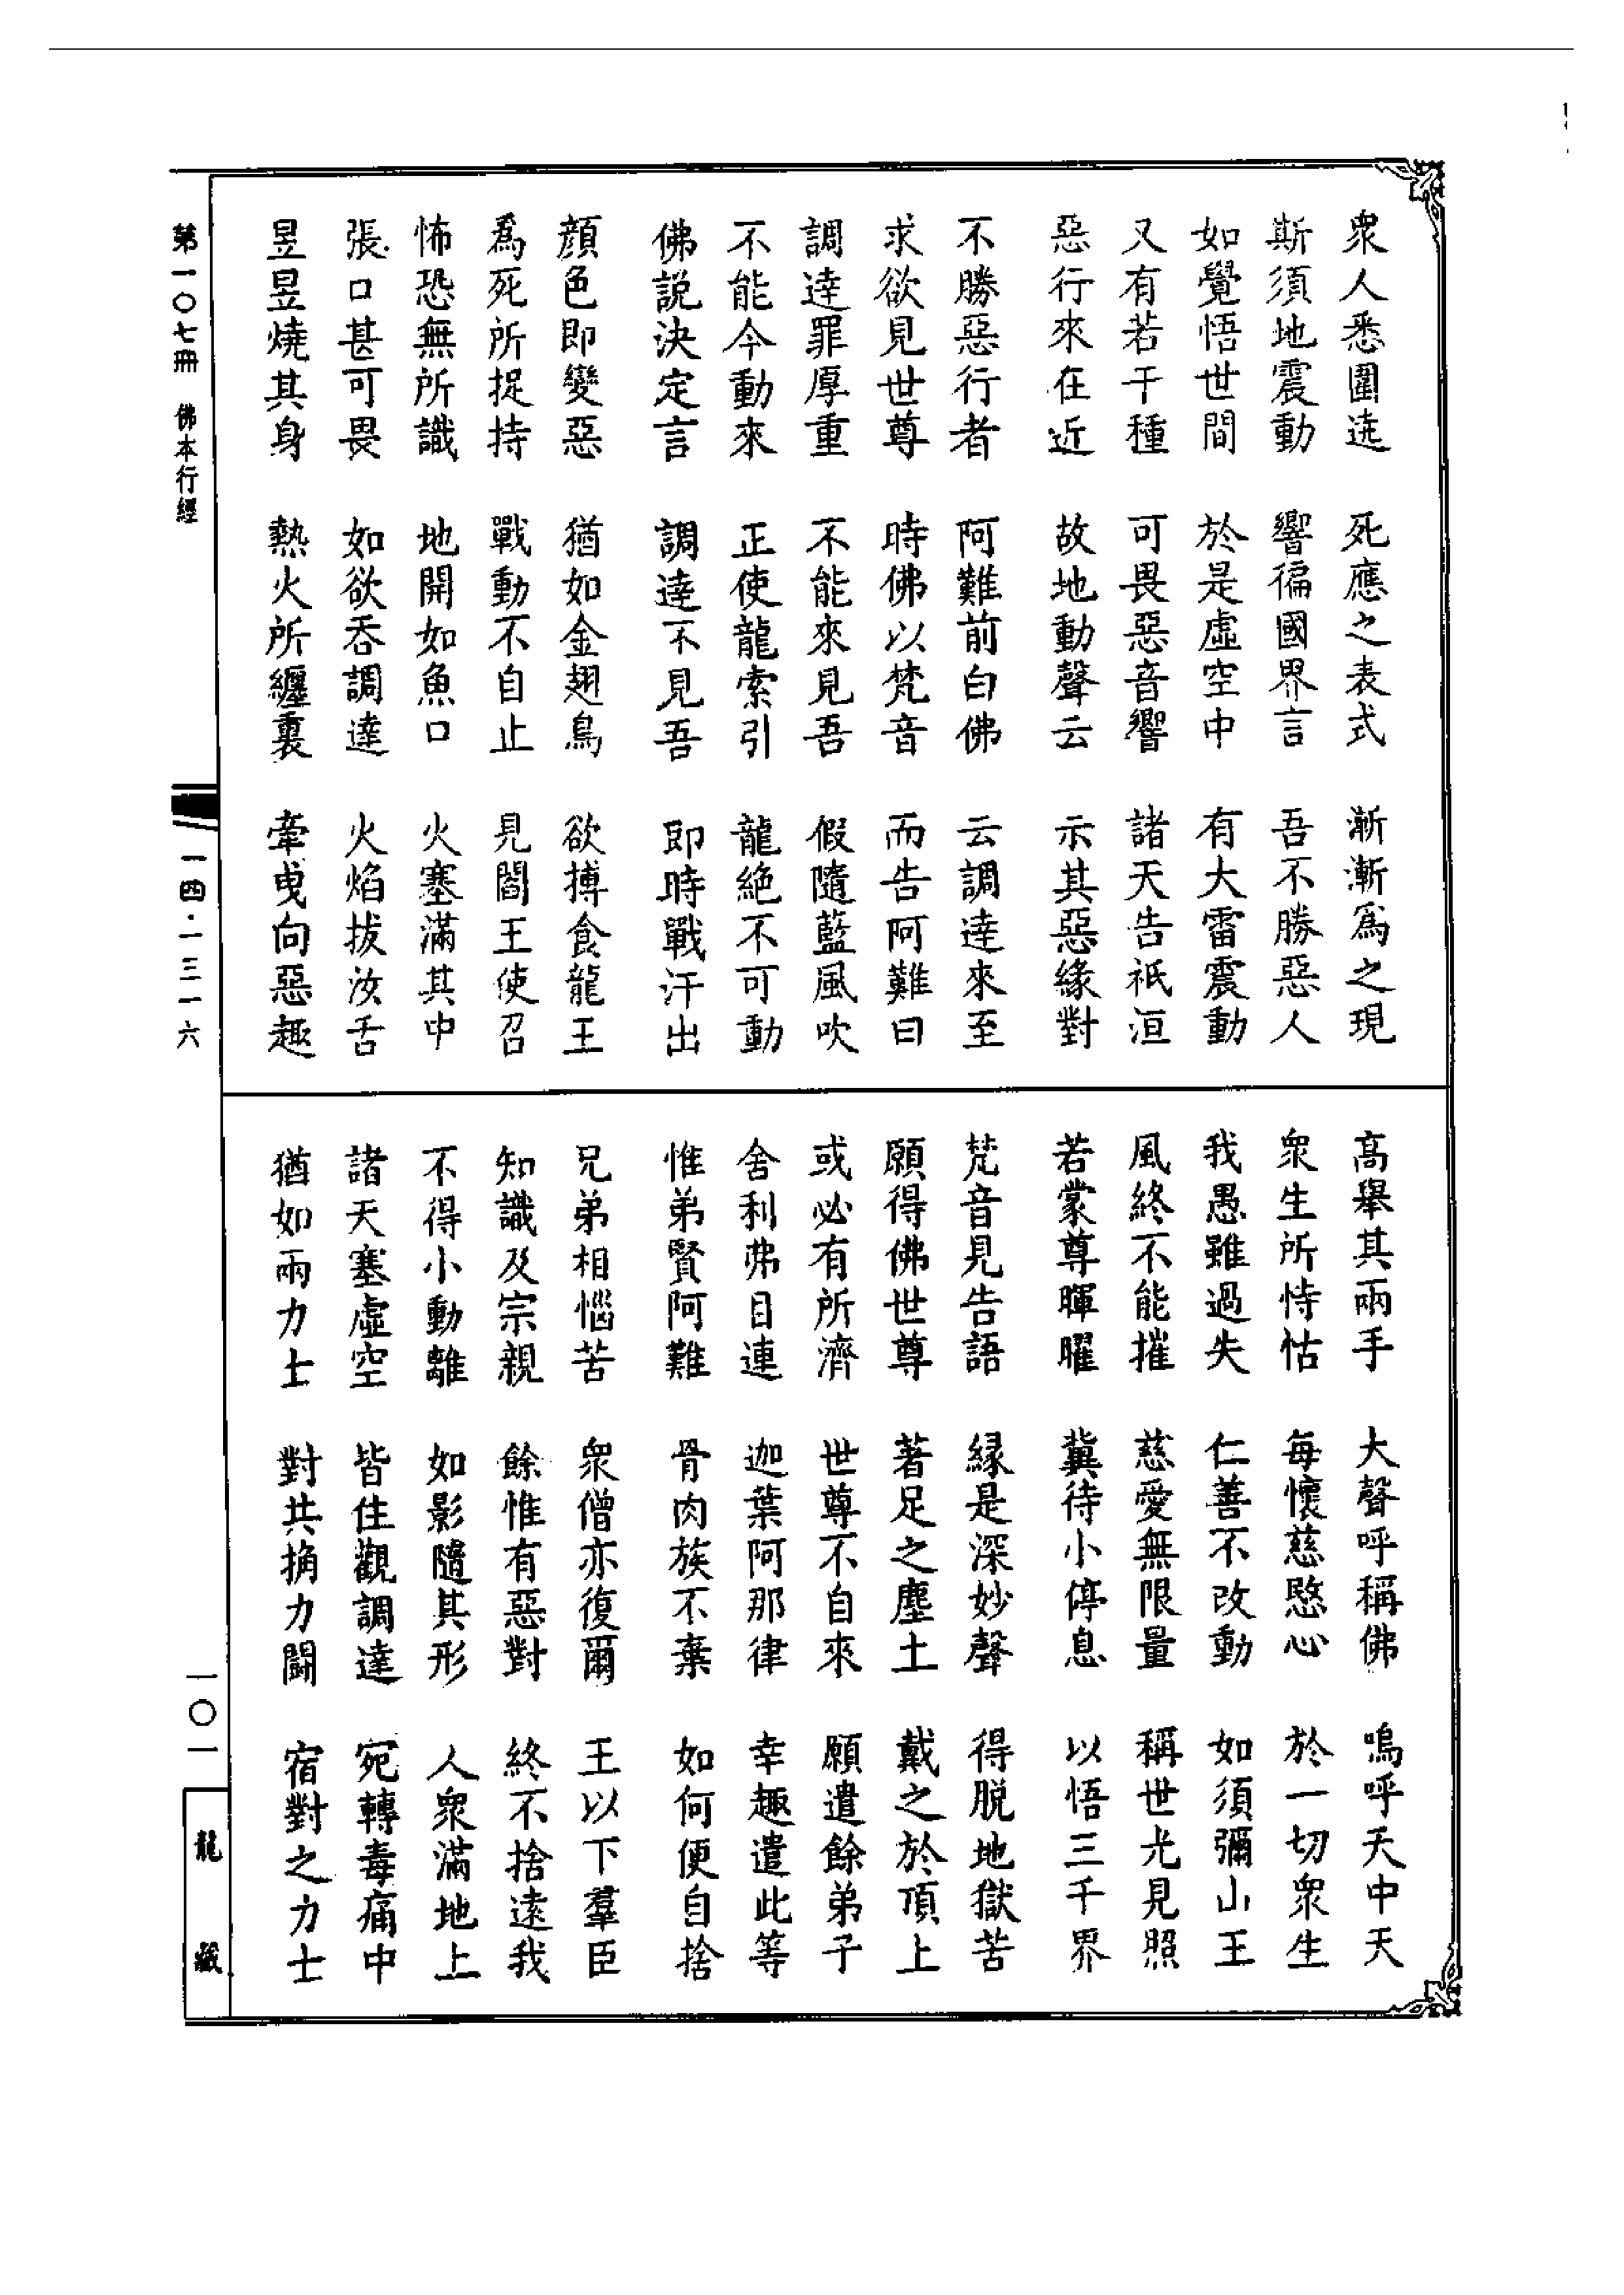 眾人悉圍遶　死應之表式　漸漸爲之現
斯須地震動　響徧國界言　吾不勝惡人
如覺悟世間　於是虛空中　有大雷震動
又有若干種　可畏惡音響　諸天告祇洹
惡行來在近　故地動聲云　示其惡緣對
不勝惡行者　阿難前白佛　云調達來至
求欲見世尊　時佛以梵音　而告阿難曰
調達罪厚重　不能來見吾　假隨藍風吹
不能今動來　正使龍索引　龍絶不可動
佛説決定言　調達不見吾　即時戰汗出
顔色即變惡　猶如金翅鳥　欲搏食龍王
爲死所捉持　戰動不自止　見閻王使召
怖恐無所識　地開如魚口　火塞滿其中
張口甚可畏　如欲吞調達　火焰拔汝舌
昱昱燒其身　熱火所纏裹　牽曳向惡趣
高舉其兩手　大聲呼稱佛　嗚呼天中天
眾生所恃怙　每懷慈愍心　於一切眾生
我愚雖過失　仁善不改動　如須彌山王
風終不能摧　慈愛無限量　稱世光見照
若蒙尊暉曜　冀待小停息　以悟三千界
梵音見告語　縁是深妙聲　得脱地獄苦
願得佛世尊　著足之塵土　戴之於頂上
或必有所濟　世尊不自來　願遣餘弟子
舍利弗目連　迦葉阿那律　幸趣遣此等
惟弟賢阿難　骨肉族不棄　如何便自捨
兄弟相惱苦　眾僧亦復爾　王以下羣臣
知識及宗親　餘惟有惡對　終不捨遠我
不得小動離　如影隨其形　人眾滿地上
諸天塞虛空　皆住觀調達　宛轉毒痛中
猶如兩力士　對共捔力鬪　宿對之力士
第一〇七冊　佛本行經
一四·一三一六
一〇一
龍藏